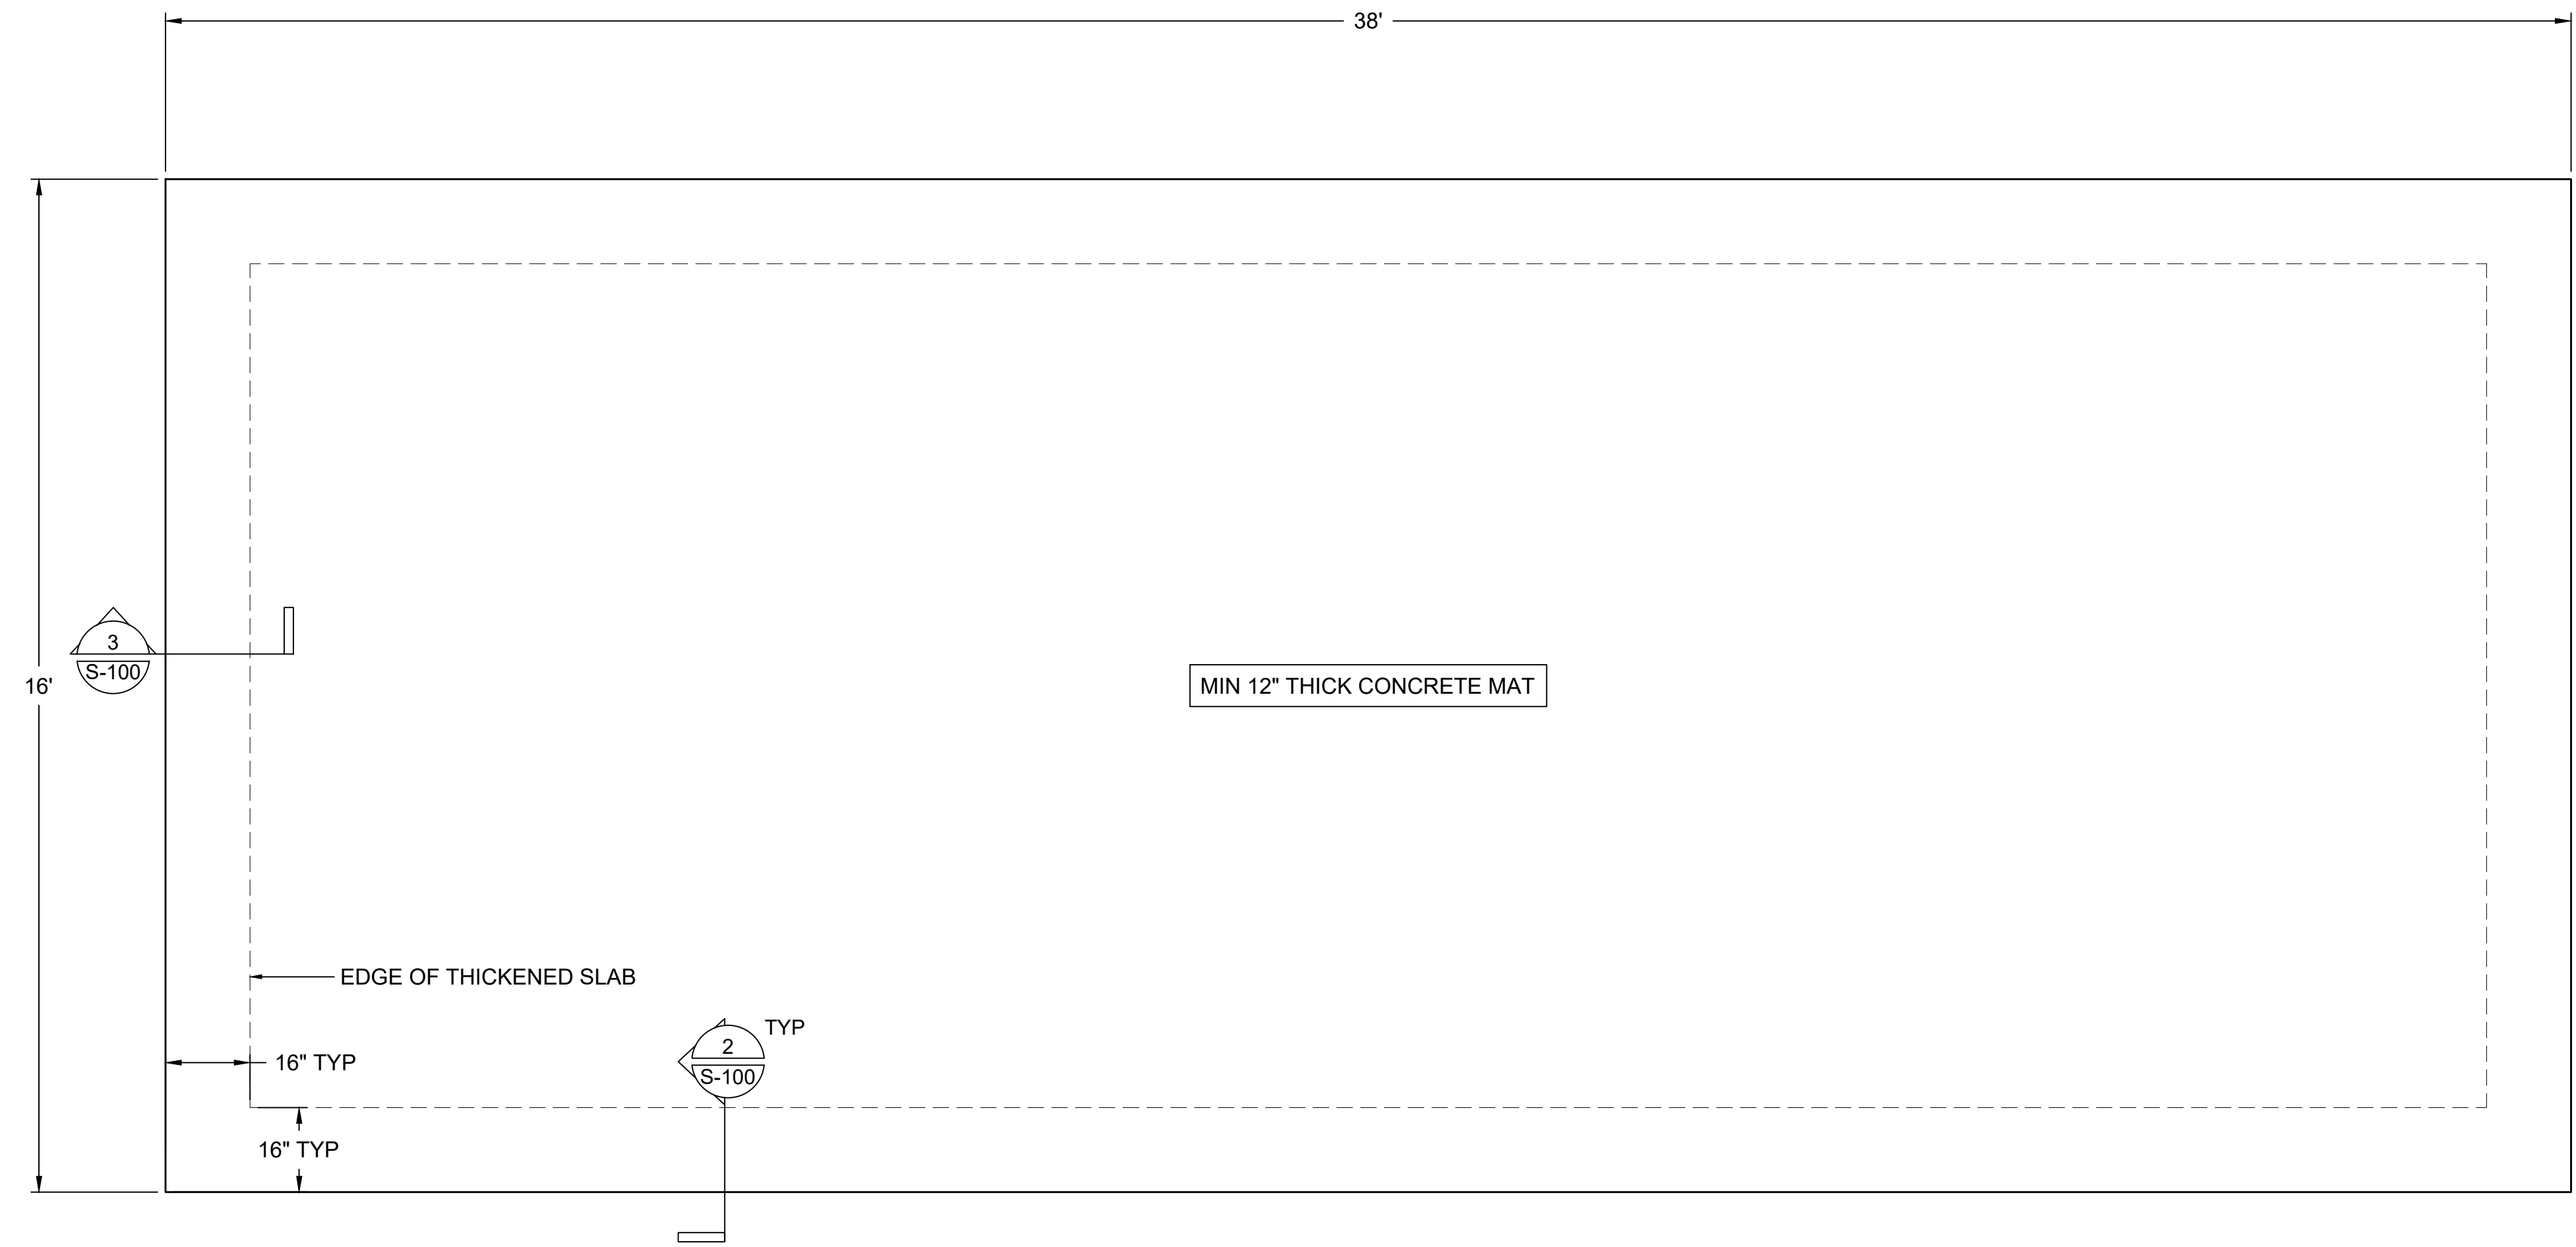 38'
3
S-100
16'
MIN 12" THICK CONCRETE MAT
EDGE OF THICKENED SLAB
TYP
2
S-100
16" TYP
16" TYP